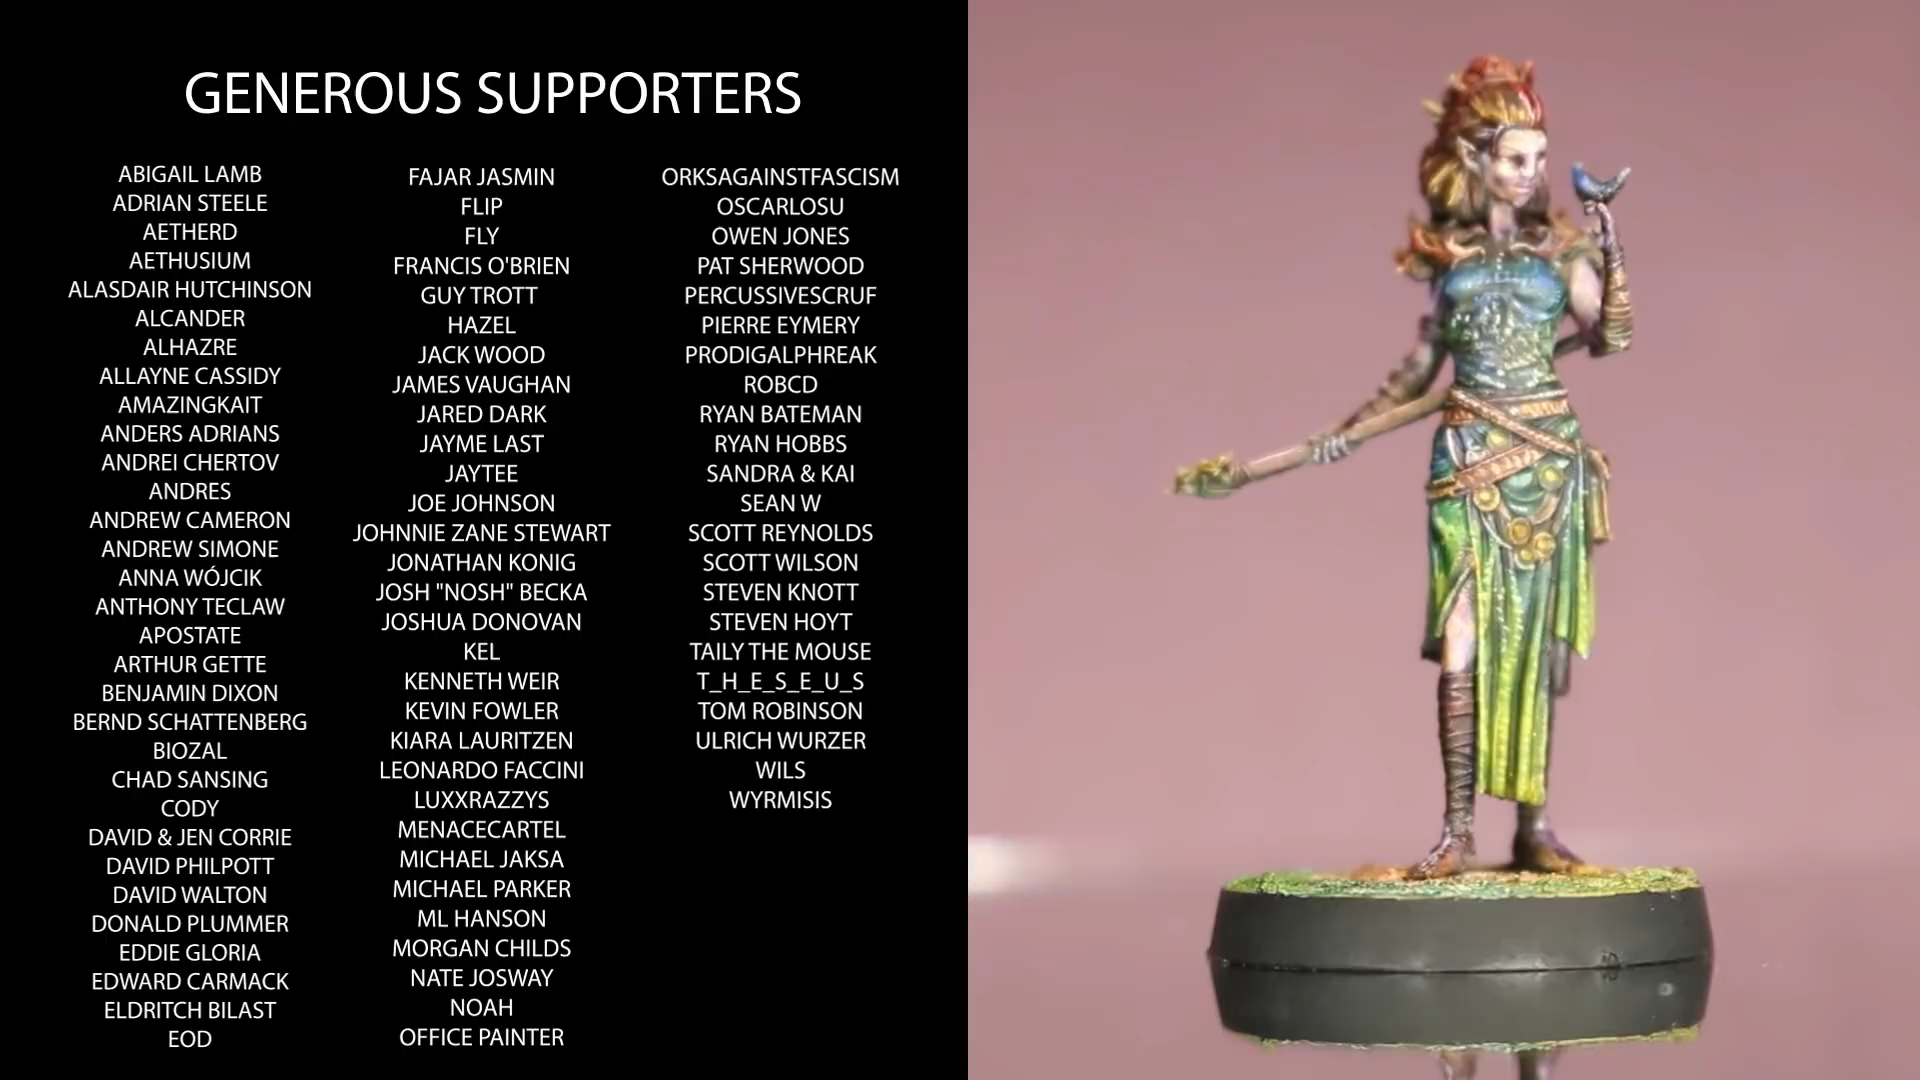 GENEROUS SUPPORTERS
ABIGAIL LAMB
ADRIAN STEELE
AETHERD
AETHUSIUM
ALASDAIR HUTCHINSON
ALCANDER
ALHAZRE
ALLAYNE CASSIDY
AMAZINGKAIT
ANDERS ADRIANS
ANDREI CHERTOV
ANDRES
ANDREW CAMERON
ANDREW SIMONE
ANNA WÓJCIK
ANTHONY TECLAW
APOSTATE
ARTHUR GETTE
BENJAMIN DIXON
BERND SCHATTENBERG
BIOZAL
CHAD SANSING
CODY
DAVID & JEN CORRIE
DAVID PHILPOTT
DAVID WALTON
DONALD PLUMMER
EDDIE GLORIA
EDWARD CARMACK
ELDRITCH BILAST
EOD
FAJAR JASMIN
FLIP
FLY
FRANCIS O'BRIEN
GUY TROTT
HAZEL
JACK WOOD
JAMES VAUGHAN
JARED DARK
JAYME LAST
JAYTEE
JOE JOHNSON
JOHNNIE ZANE STEWART
JONATHAN KONIG
JOSH "NOSH" BECKA
JOSHUA DONOVAN
KEL
KENNETH WEIR
KEVIN FOWLER
KIARA LAURITZEN
LEONARDO FACCINI
LUXXRAZZYS
MENACECARTEL
MICHAEL JAKSA
MICHAEL PARKER
ML HANSON
MORGAN CHILDS
NATE JOSWAY
NOAH
OFFICE PAINTER
ORKSAGAINSTFASCISM
OSCARLOSU
OWEN JONES
PAT SHERWOOD
PERCUSSIVESCRUF
PIERRE EYMERY
PRODIGALPHREAK
ROBCD
RYAN BATEMAN
RYAN HOBBS
SANDRA & KAI
SEAN W
SCOTT REYNOLDS
SCOTT WILSON
STEVEN KNOTT
STEVEN HOYT
TAILY THE MOUSE
T_H_E_S_E_U_S
TOM ROBINSON
ULRICH WURZER
WILS
WYRMISIS